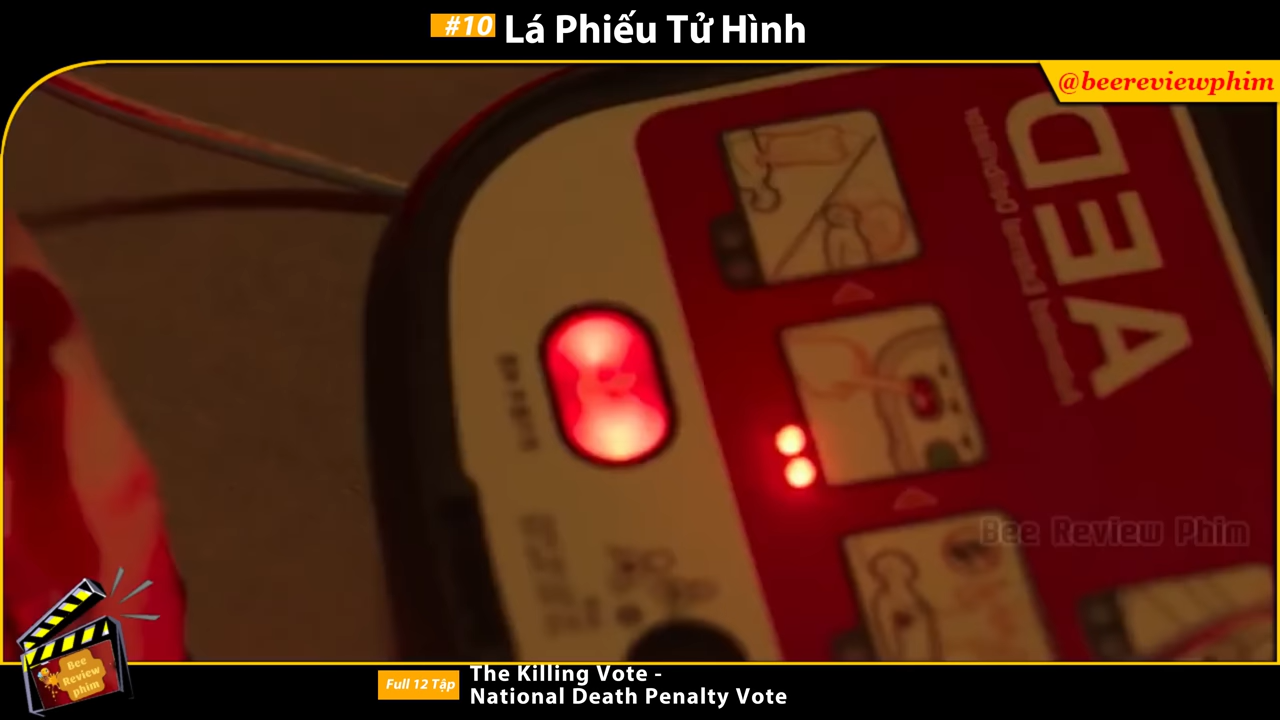 #10 Lá Phiếu Tử Hình
@beereviewphim
AED
Bee Review Phim
Bee
Review
phim
Full 12 Tập
The Killing Vote -
National Death Penalty Vote